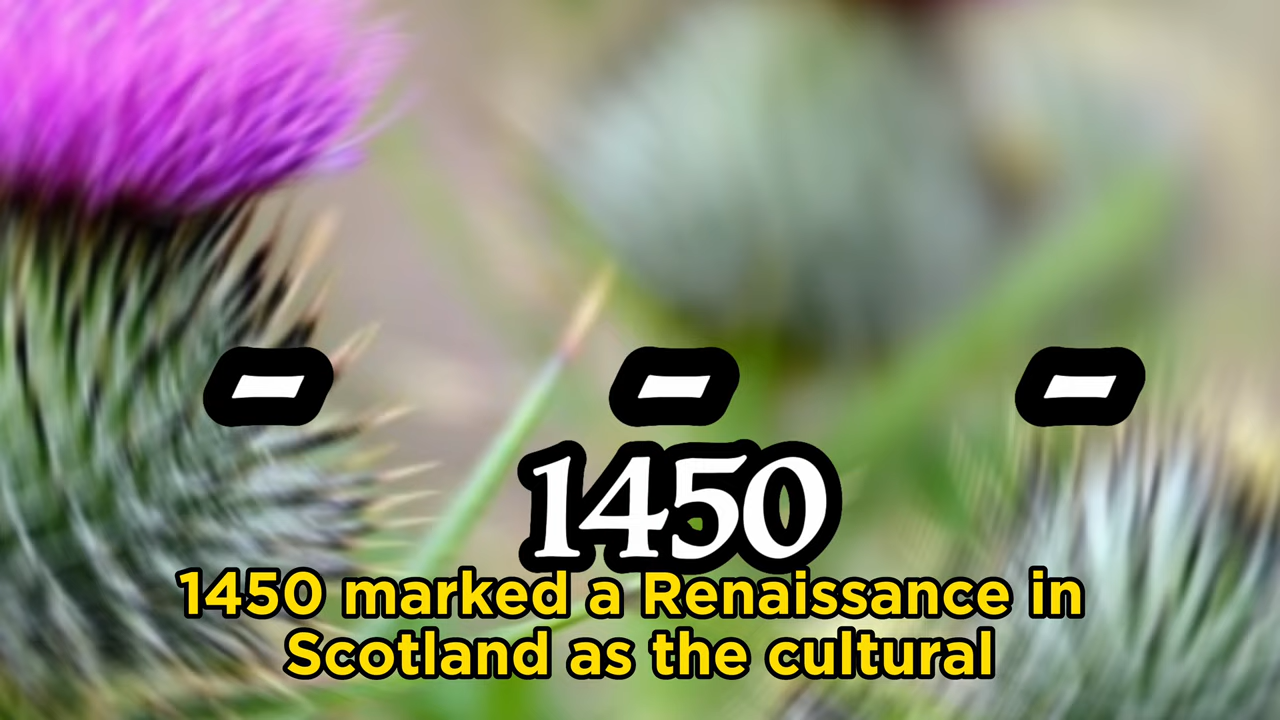 - - -
1450
1450 marked a Renaissance in
Scotland as the cultural